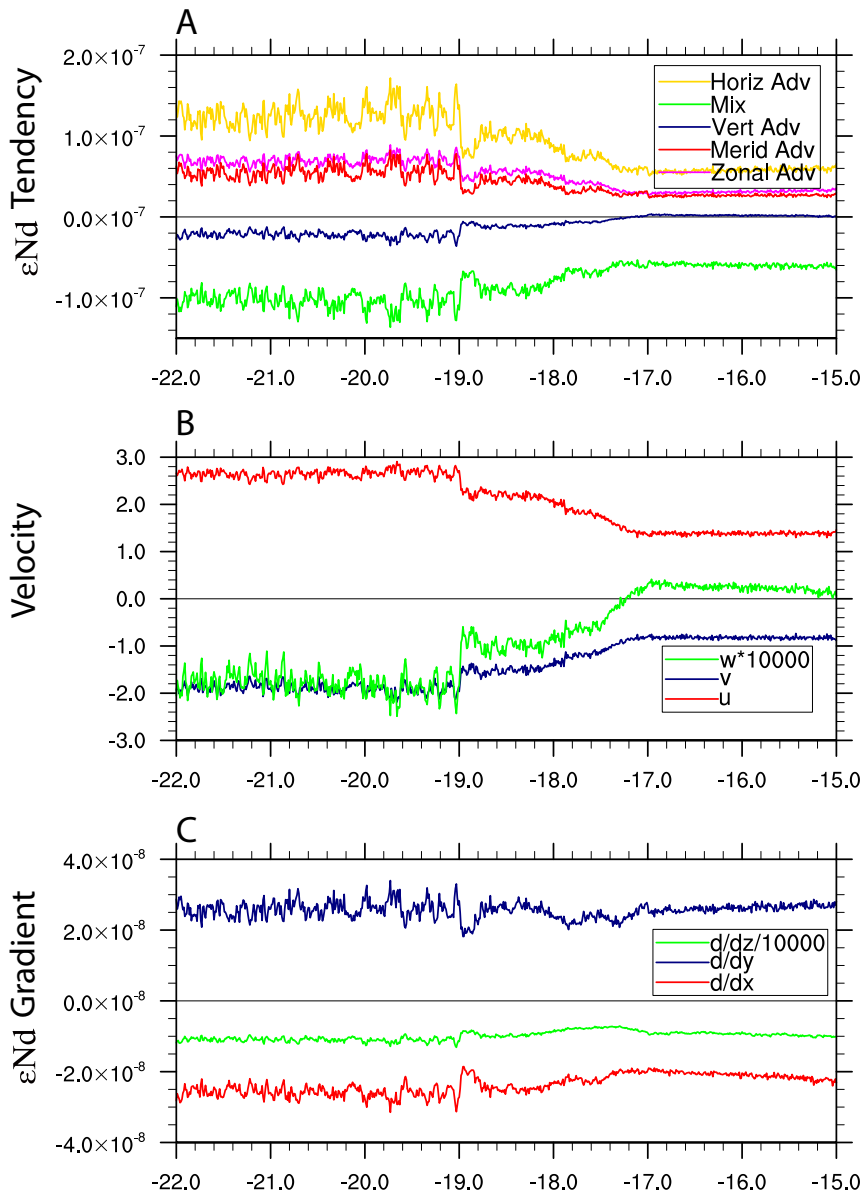 A
εNd Tendency
2.0×10⁻⁷
1.0×10⁻⁷
0.0×10⁻⁷
-1.0×10⁻⁷
Horiz Adv
Mix
Vert Adv
Merid Adv
Zonal Adv
-22.0 -21.0 -20.0 -19.0 -18.0 -17.0 -16.0 -15.0
B
Velocity
3.0
2.0
1.0
0.0
-1.0
-2.0
-3.0
w*10000
v
u
-22.0 -21.0 -20.0 -19.0 -18.0 -17.0 -16.0 -15.0
C
εNd Gradient
4.0×10⁻⁸
2.0×10⁻⁸
0.0×10⁻⁸
-2.0×10⁻⁸
-4.0×10⁻⁸
d/dz/10000
d/dy
d/dx
-22.0 -21.0 -20.0 -19.0 -18.0 -17.0 -16.0 -15.0